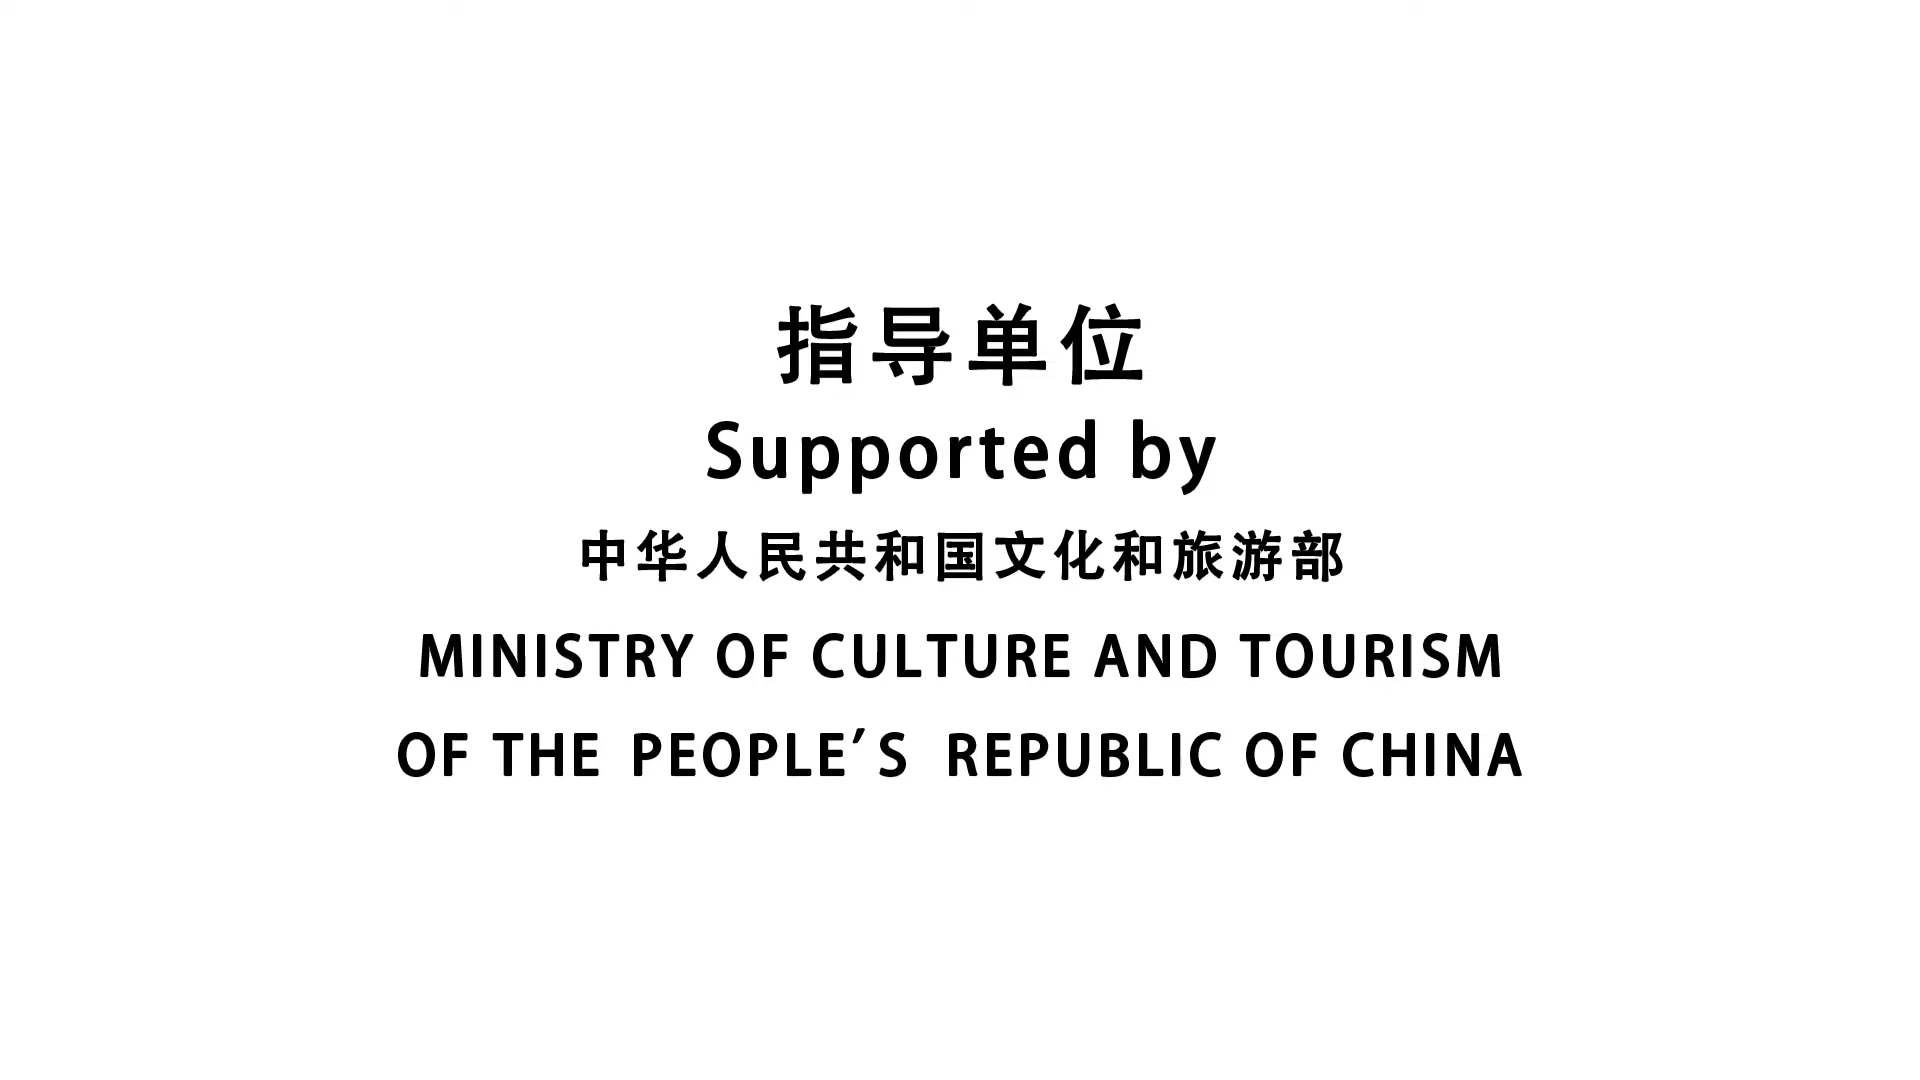 指导单位
Supported by
中华人民共和国文化和旅游部
MINISTRY OF CULTURE AND TOURISM
OF THE PEOPLE′S REPUBLIC OF CHINA